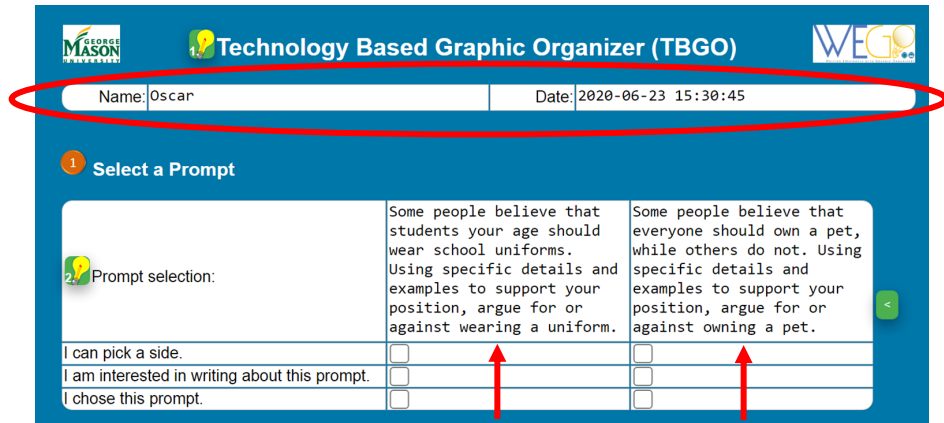 GEORGE
MASON
UNIVERSITY
1. Technology Based Graphic Organizer (TBGO)
WEGO
Name: Oscar Date: 2020-06-23 15:30:45
1 Select a Prompt
2. Prompt selection:
Some people believe that
students your age should
wear school uniforms.
Using specific details and
examples to support your
position, argue for or
against wearing a uniform.
Some people believe that
everyone should own a pet,
while others do not. Using
specific details and
examples to support your
position, argue for or
against owning a pet.
<
I can pick a side.
I am interested in writing about this prompt.
I chose this prompt.